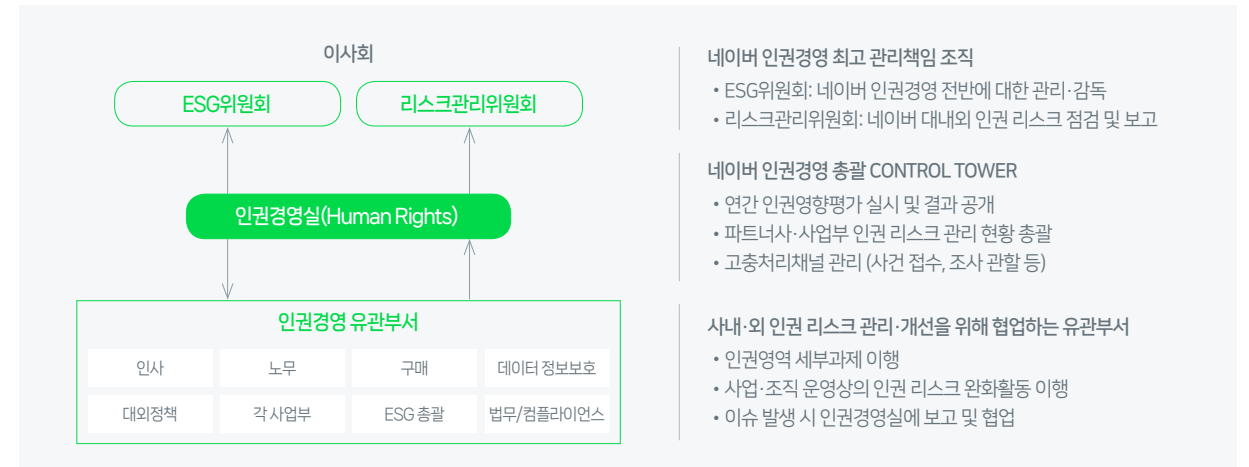 이사회
ESG위원회
리스크관리위원회
인권경영실(Human Rights)
인권경영 유관부서
인사
노무
구매
데이터 정보보호
대외정책
각 사업부
ESG 총괄
법무/컴플라이언스
네이버 인권경영 최고 관리책임 조직
• ESG위원회: 네이버 인권경영 전반에 대한 관리·감독
• 리스크관리위원회: 네이버 대내외 인권 리스크 점검 및 보고
네이버 인권경영 총괄 CONTROL TOWER
• 연간 인권영향평가 실시 및 결과 공개
• 파트너사·사업부 인권 리스크 관리 현황 총괄
• 고충처리채널 관리 (사건 접수, 조사 관할 등)
사내·외 인권 리스크 관리·개선을 위해 협업하는 유관부서
• 인권영역 세부과제 이행
• 사업·조직 운영상의 인권 리스크 완화활동 이행
• 이슈 발생 시 인권경영실에 보고 및 협업